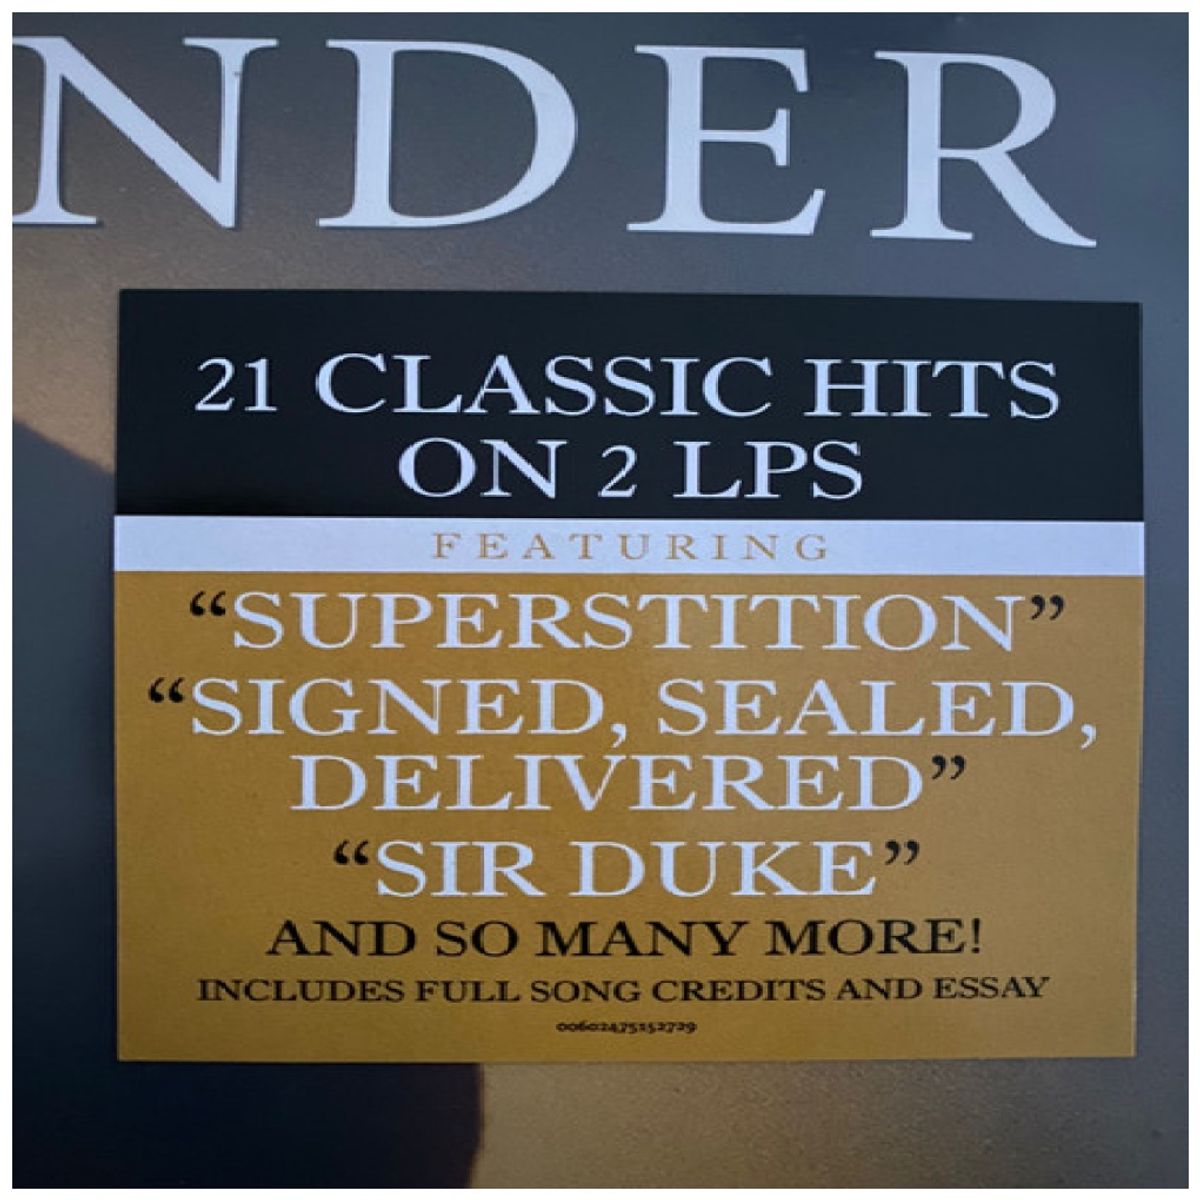 NDER
21 CLASSIC HITS
ON 2 LPS
FEATURING
“SUPERSTITION”
“SIGNED, SEALED,
DELIVERED”
“SIR DUKE”
AND SO MANY MORE!
INCLUDES FULL SONG CREDITS AND ESSAY
00602475152729